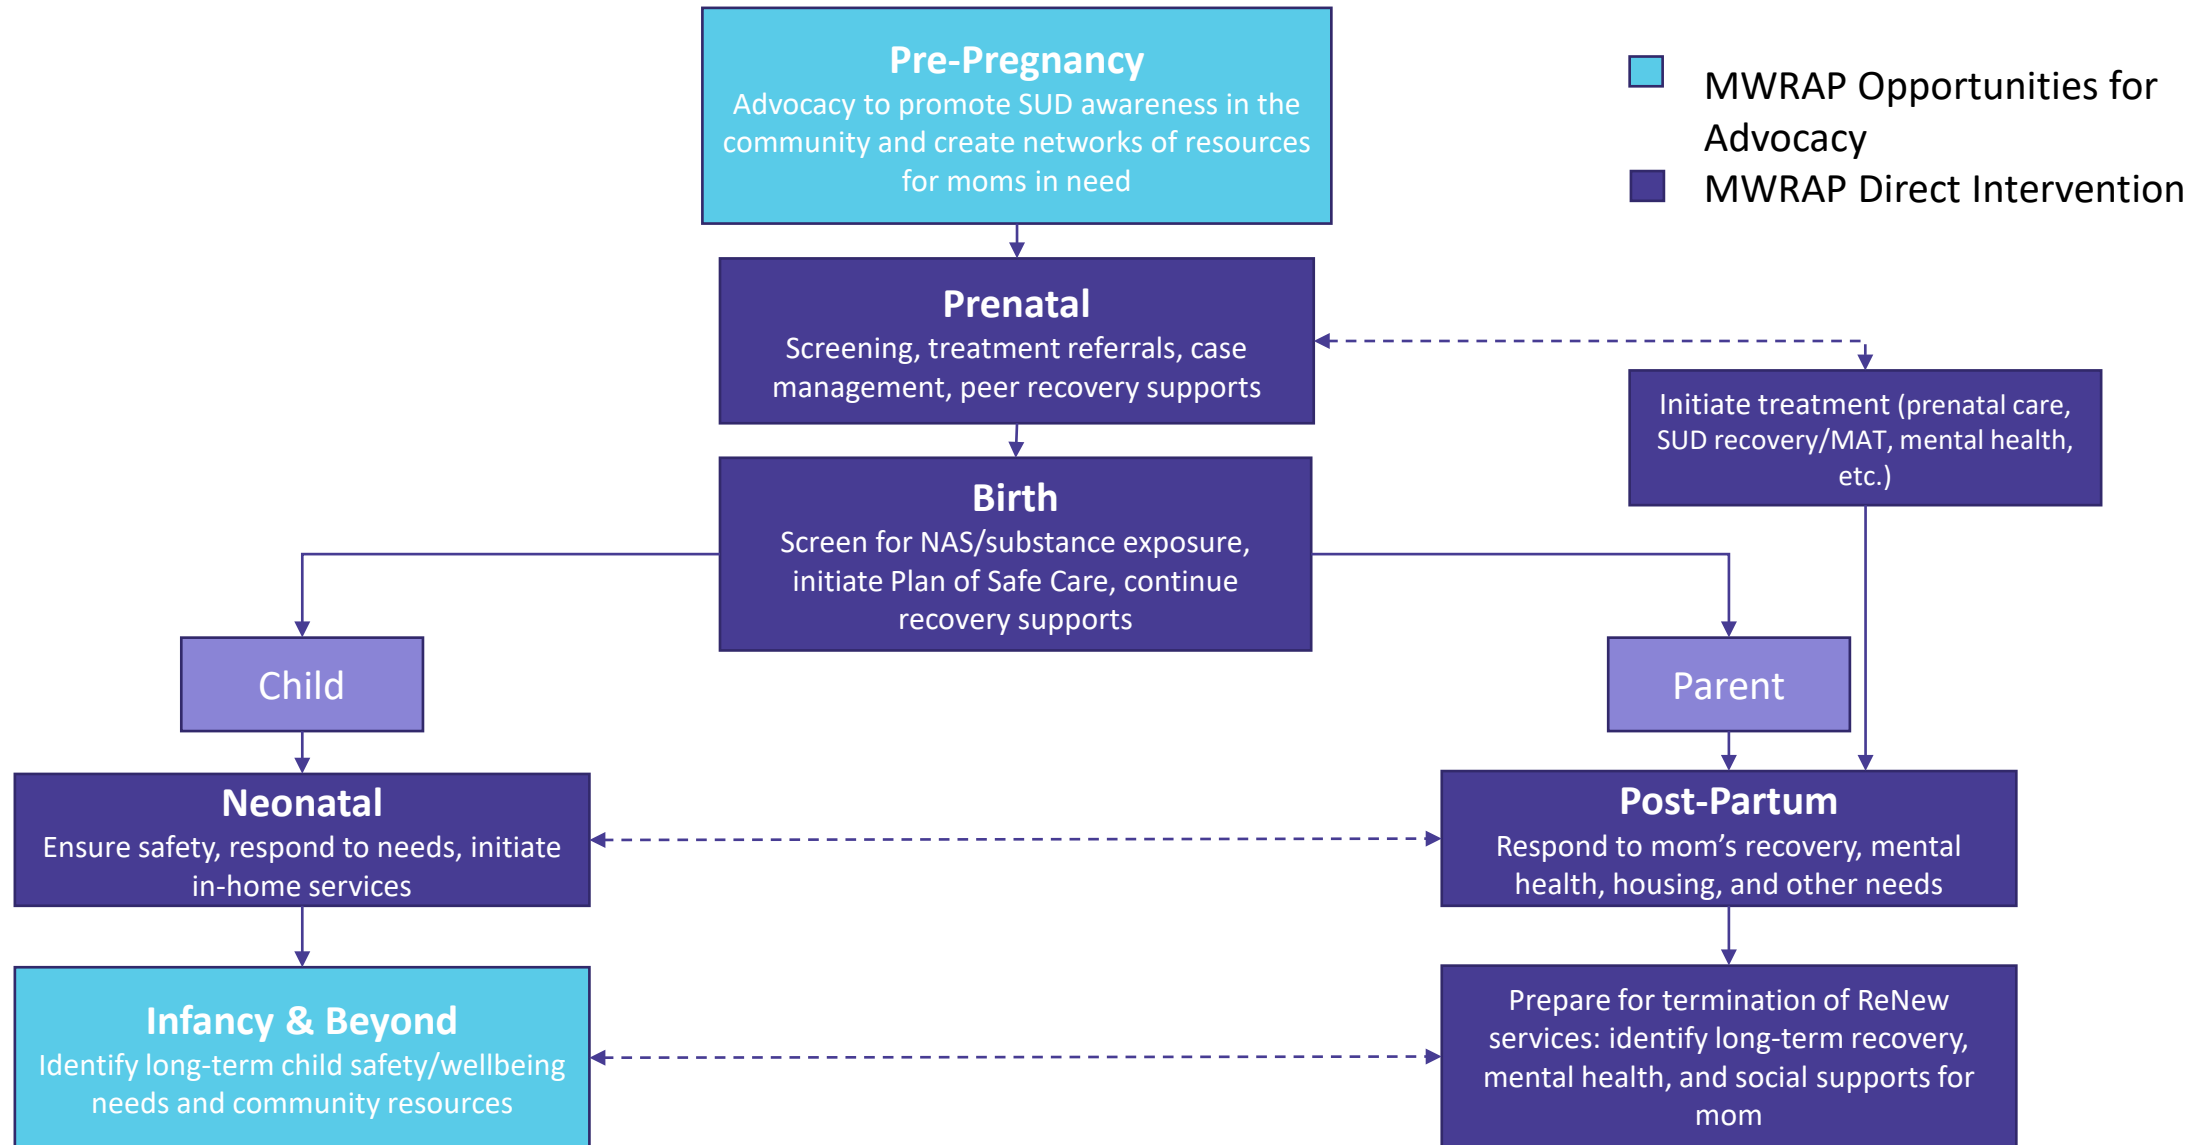 Pre-Pregnancy
Advocacy to promote SUD awareness in the
community and create networks of resources
for moms in need
MWRAP Opportunities for
Advocacy
MWRAP Direct Intervention
Prenatal
Screening, treatment referrals, case
management, peer recovery supports
Initiate treatment (prenatal care,
SUD recovery/MAT, mental health,
etc.)
Birth
Screen for NAS/substance exposure,
initiate Plan of Safe Care, continue
recovery supports
Child
Parent
Neonatal
Ensure safety, respond to needs, initiate
in-home services
Post-Partum
Respond to mom’s recovery, mental
health, housing, and other needs
Infancy & Beyond
Identify long-term child safety/wellbeing
needs and community resources
Prepare for termination of ReNew
services: identify long-term recovery,
mental health, and social supports for
mom